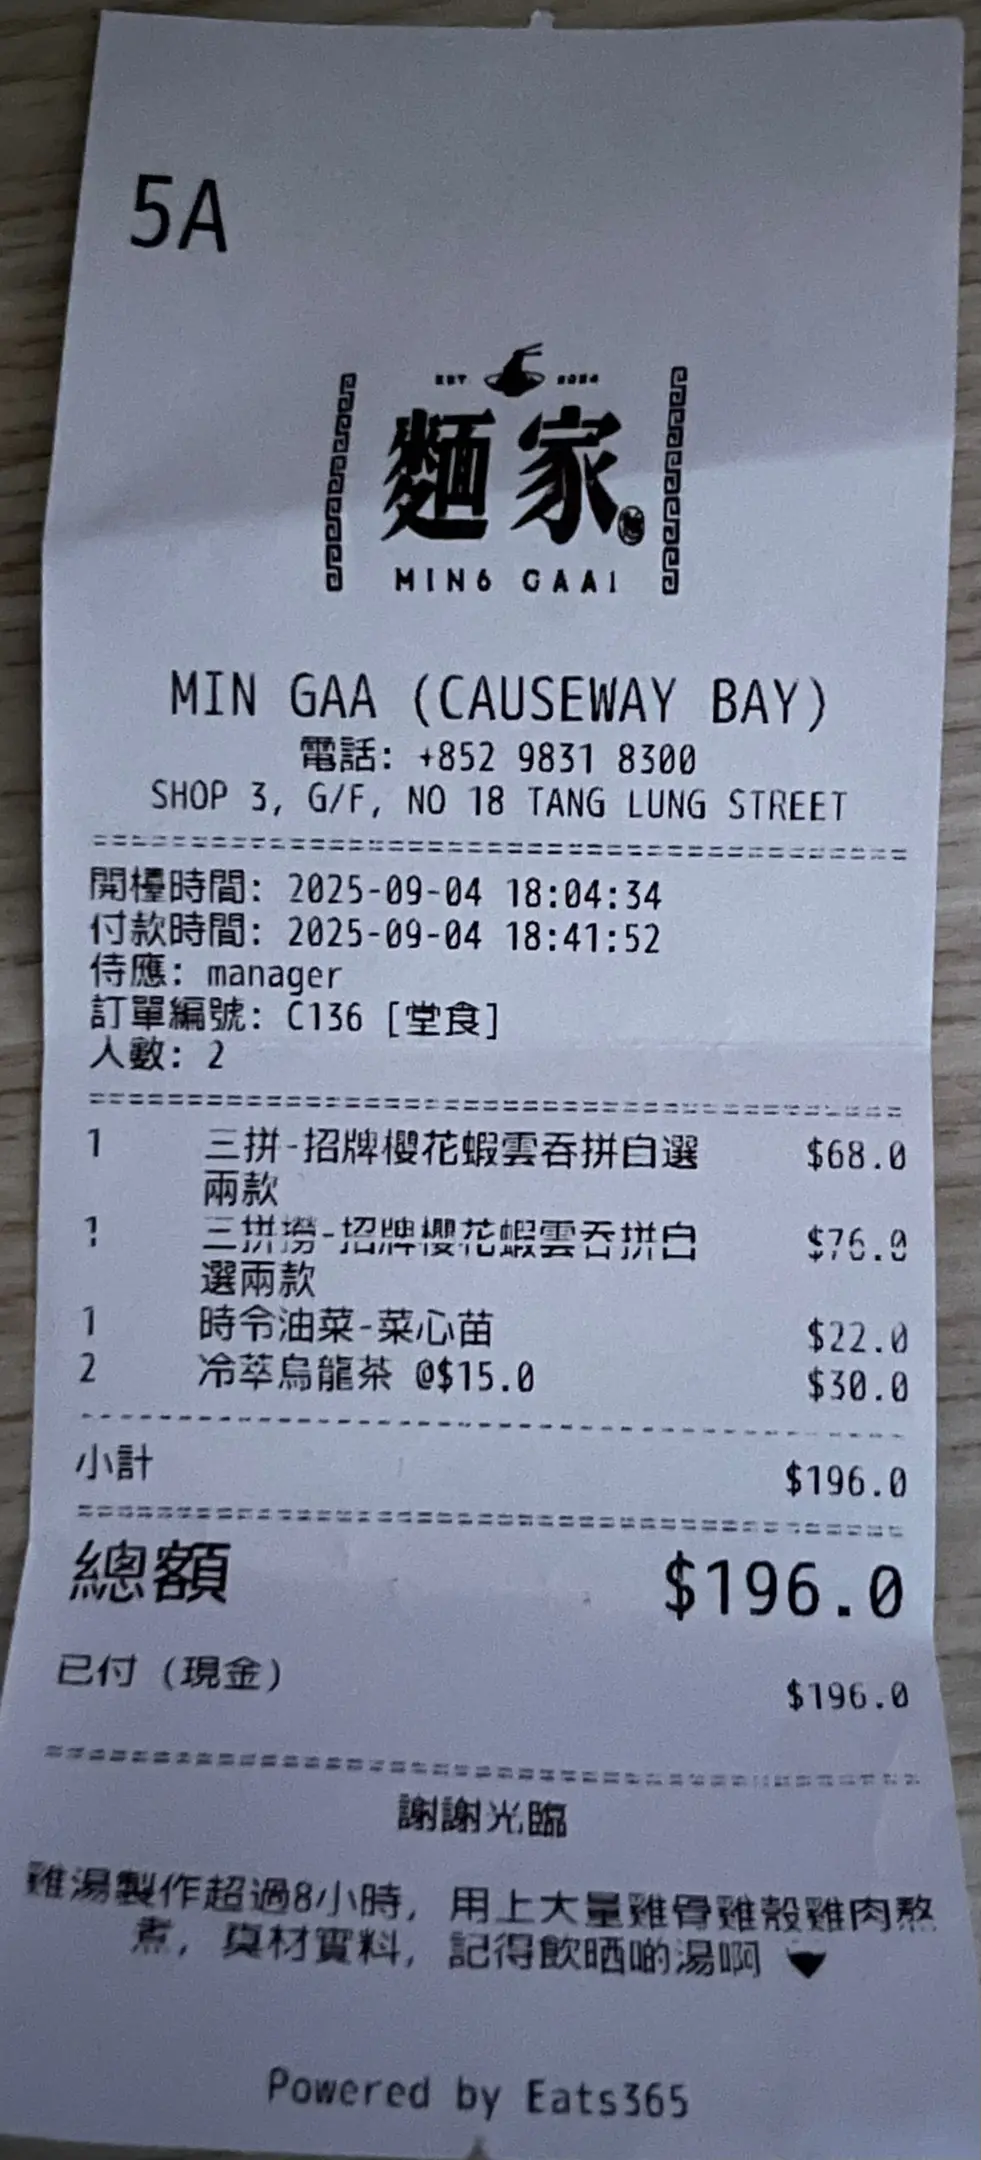 5A
EST 2024
麵家
MING GAAI
MIN GAA (CAUSEWAY BAY)
電話: +852 9831 8300
SHOP 3, G/F, NO 18 TANG LUNG STREET
開檯時間: 2025-09-04 18:04:34
付款時間: 2025-09-04 18:41:52
侍應: manager
訂單編號: C136 [堂食]
人數: 2
1 三拼-招牌櫻花蝦雲吞拼自選 $68.0
兩款
1 三拼撈-招牌櫻花蝦雲吞拼自 $76.0
選兩款
1 時令油菜-菜心苗 $22.0
2 冷萃烏龍茶 @$15.0 $30.0
小計 $196.0
總額 $196.0
已付 (現金) $196.0
謝謝光臨
雞湯製作超過8小時, 用上大量雞骨雞殼雞肉熬
煮, 真材實料, 記得飲晒啲湯啊 ♥
Powered by Eats365